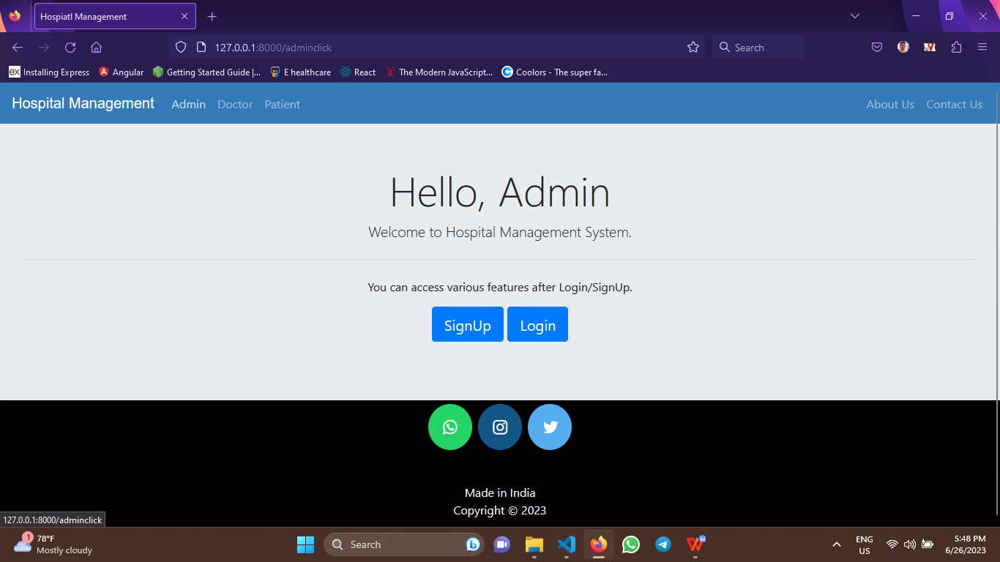 Hospiatl Management
127.0.0.1:8000/adminclick
Search
ex Installing Express
Angular
Getting Started Guide |...
E healthcare
React
The Modern JavaScript...
Coolors - The super fa...
Hospital Management Admin Doctor Patient About Us Contact Us
Hello, Admin
Welcome to Hospital Management System.
You can access various features after Login/SignUp.
SignUp Login
Made in India
Copyright © 2023
127.0.0.1:8000/adminclick
1
78°F
Mostly cloudy
Search
ENG
US
5:48 PM
6/26/2023